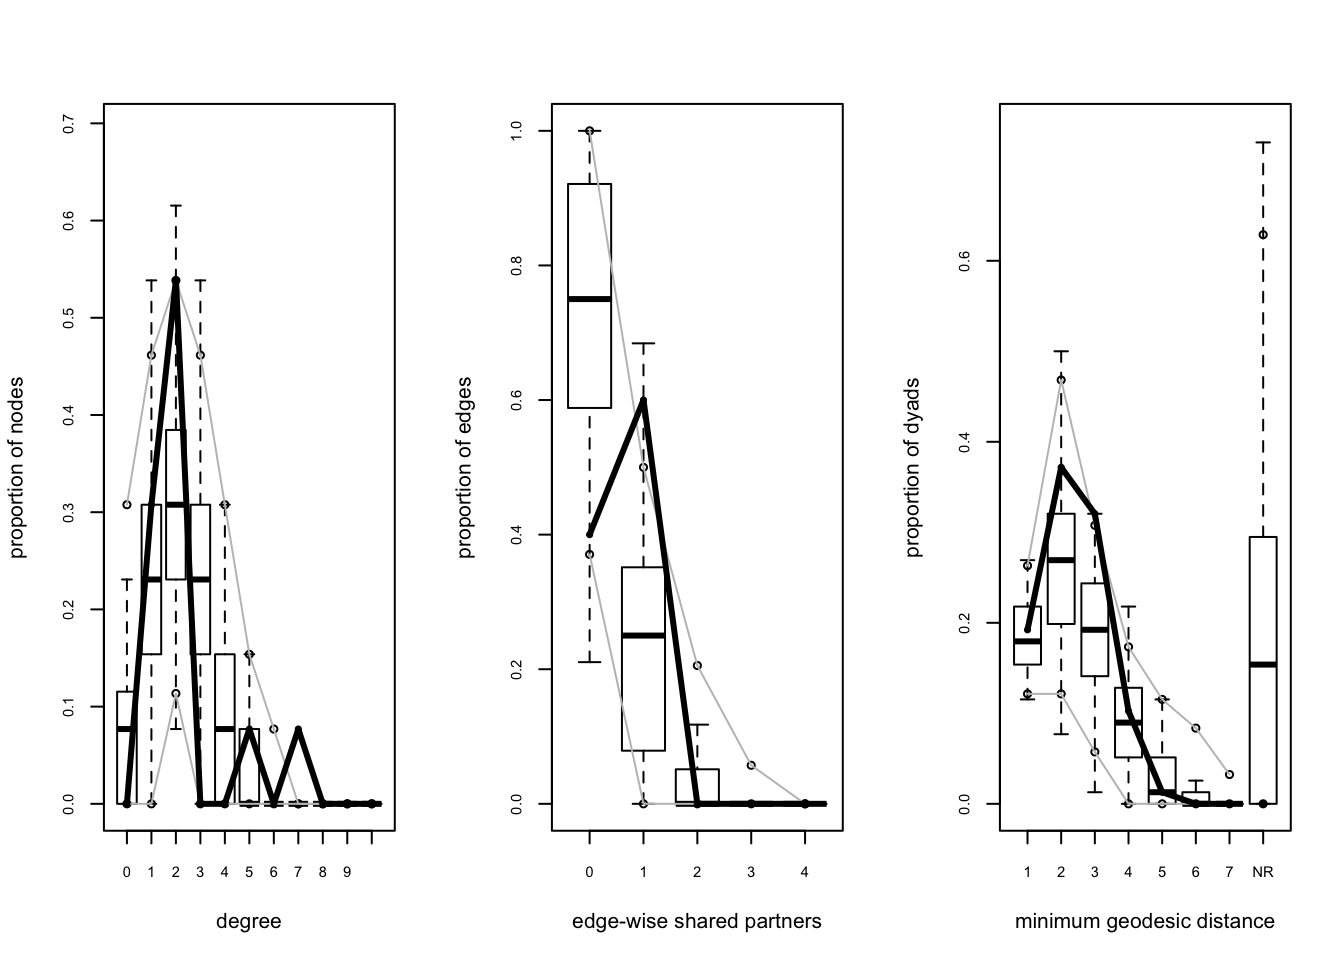 proportion of nodes
0.7
0.6
0.5
0.4
0.3
0.2
0.1
0.0
0 1 2 3 4 5 6 7 8 9
degree
proportion of edges
1.0
0.8
0.6
0.4
0.2
0.0
0 1 2 3 4
edge-wise shared partners
proportion of dyads
0.6
0.4
0.2
0.0
1 2 3 4 5 6 7 NR
minimum geodesic distance